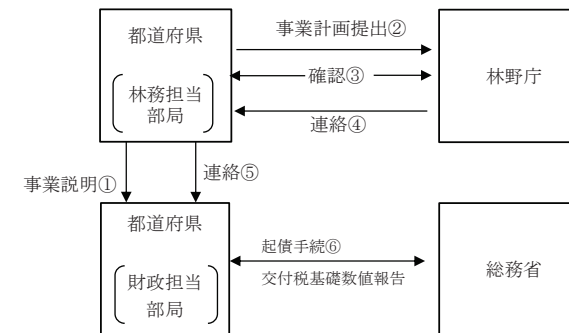 都道府県
林務担当
部局
事業計画提出②
確認③
連絡④
林野庁
事業説明①
連絡⑤
都道府県
財政担当
部局
起債手続⑥
交付税基礎数値報告
総務省